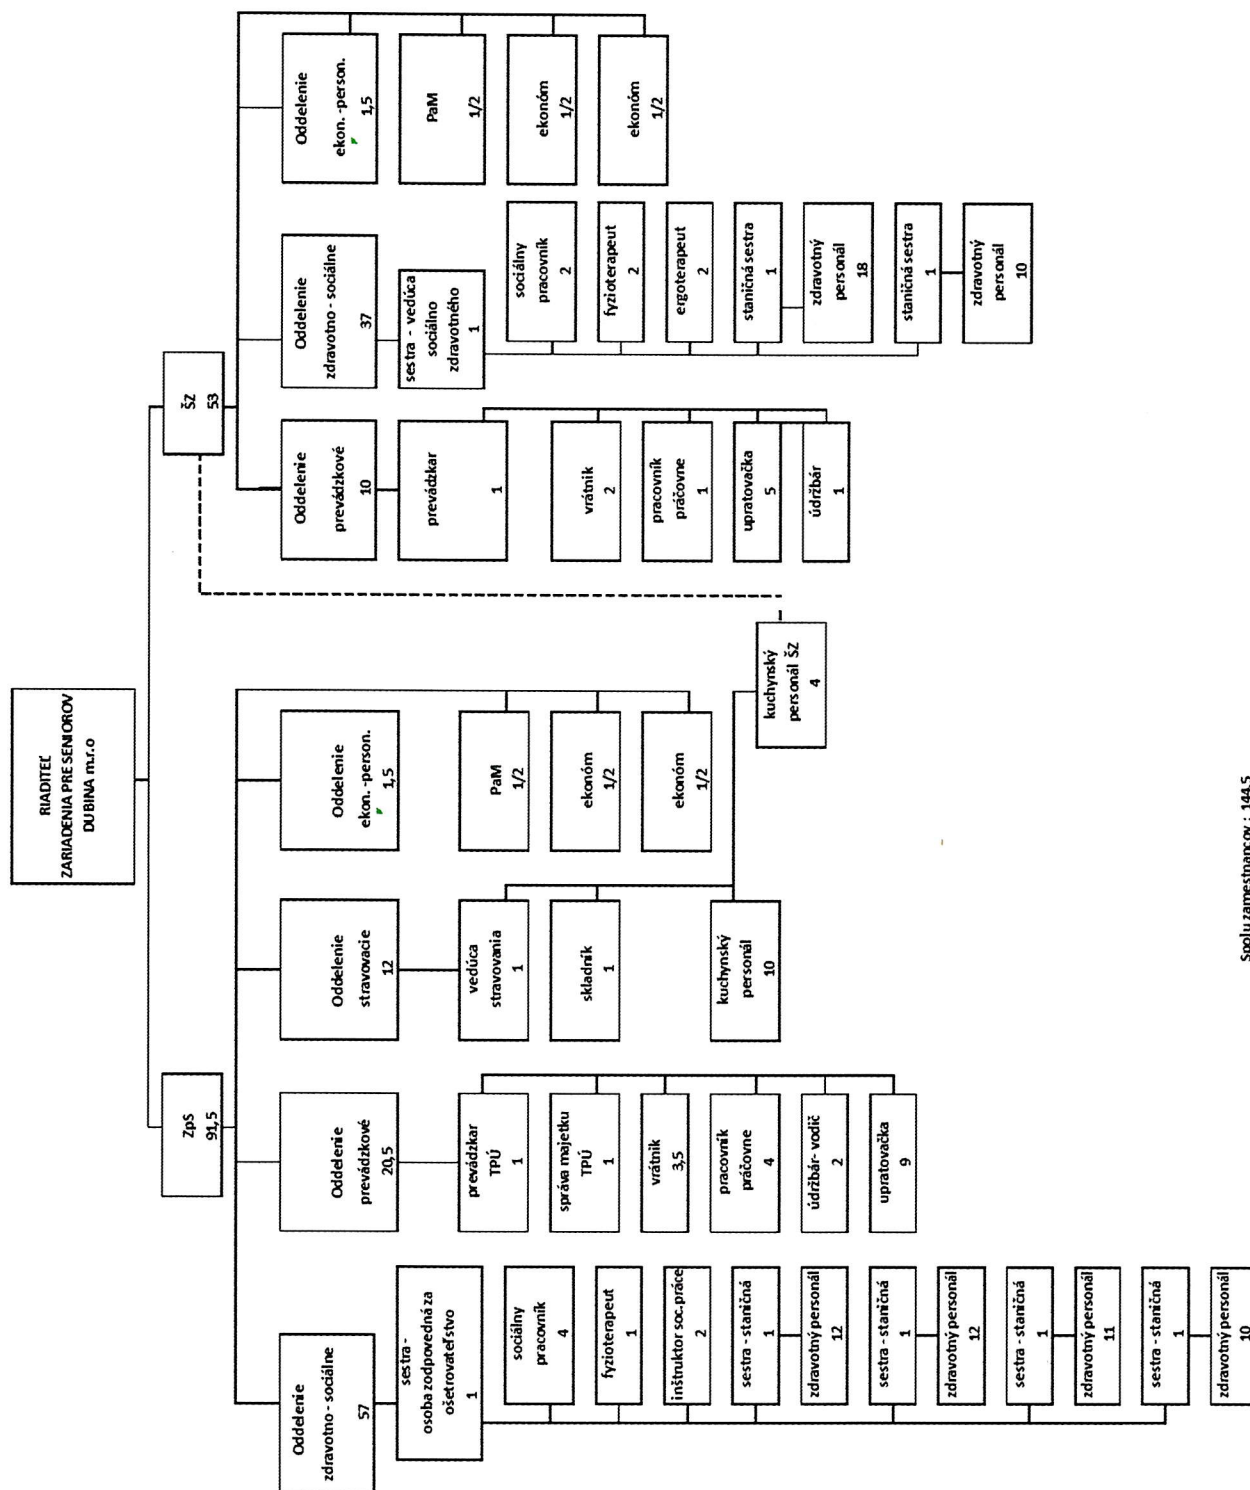 RIADITEĽ
ZARIADENIA PRE SENIOROV
DUBINA m.r.o
ZpS
91,5
ŠZ
53
Oddelenie
zdravotno - sociálne
57
sestra -
osoba zodpovedná za
ošetrovateľstvo
1
sociálny
pracovník
4
fyzioterapeut
1
inštruktor soc.práce
2
sestra - staničná
1
zdravotný personál
12
sestra - staničná
1
zdravotný personál
12
sestra - staničná
1
zdravotný personál
11
sestra - staničná
1
zdravotný personál
10
Oddelenie
prevádzkové
20,5
prevádzkar
TPÚ
1
správa majetku
TPÚ
1
vrátnik
3,5
pracovník
práčovne
4
údržbár- vodič
2
upratovačka
9
Oddelenie
stravovacie
12
vedúca
stravovania
1
skladník
1
kuchynský
personál
10
Oddelenie
ekon. -person.
1,5
PaM
1/2
ekonóm
1/2
ekonóm
1/2
kuchynský
personál ŠZ
4
Oddelenie
prevádzkové
10
prevádzkar
1
vrátnik
2
pracovník
práčovne
1
upratovačka
5
údržbár
1
Oddelenie
zdravotno - sociálne
37
sestra - vedúca
sociálno
zdravotného
1
sociálny
pracovník
2
fyzioterapeut
2
ergoterapeut
2
staničná sestra
1
zdravotný
personál
18
staničná sestra
1
zdravotný
personál
10
Oddelenie
ekon. -person.
1,5
PaM
1/2
ekonóm
1/2
ekonóm
1/2
Spolu zamestnancov : 144,5